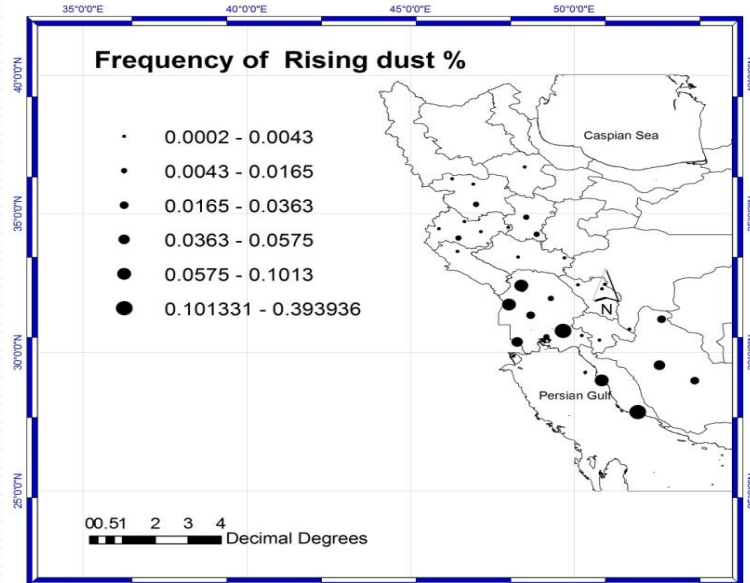 35°0'0"E 40°0'0"E 45°0'0"E 50°0'0"E
40°0'0"N
Frequency of Rising dust %
Caspian Sea
0.0002 - 0.0043
0.0043 - 0.0165
0.0165 - 0.0363
35°0'0"N
0.0363 - 0.0575
0.0575 - 0.1013
0.101331 - 0.393936
N
30°0'0"N
Persian Gulf
25°0'0"N
00.51 2 3 4
Decimal Degrees